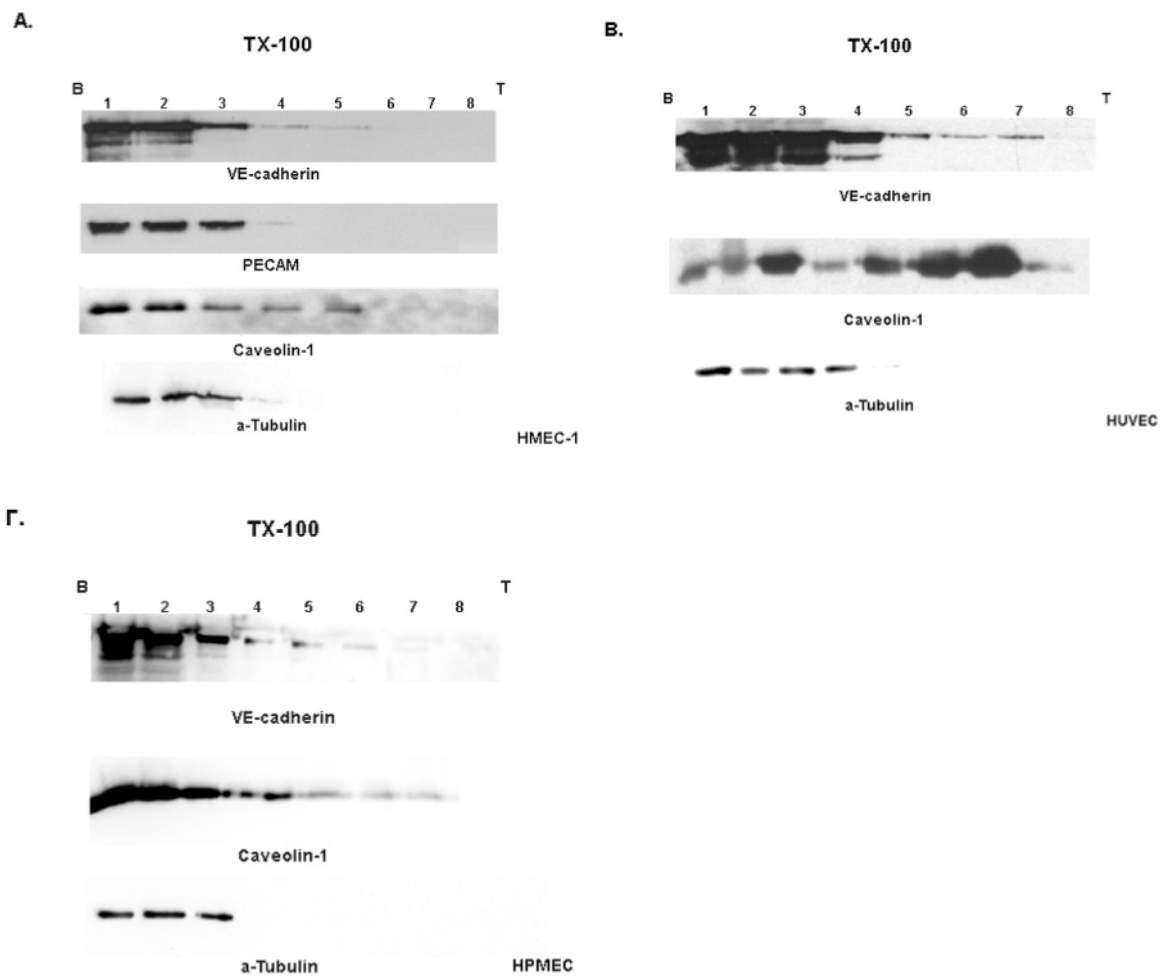 Α.
TX-100
B 1 2 3 4 5 6 7 8 T
VE-cadherin
PECAM
Caveolin-1
a-Tubulin
HMEC-1
Β.
TX-100
B 1 2 3 4 5 6 7 8 T
VE-cadherin
Caveolin-1
a-Tubulin
HUVEC
Γ.
TX-100
B 1 2 3 4 5 6 7 8 T
VE-cadherin
Caveolin-1
a-Tubulin
HPMEC